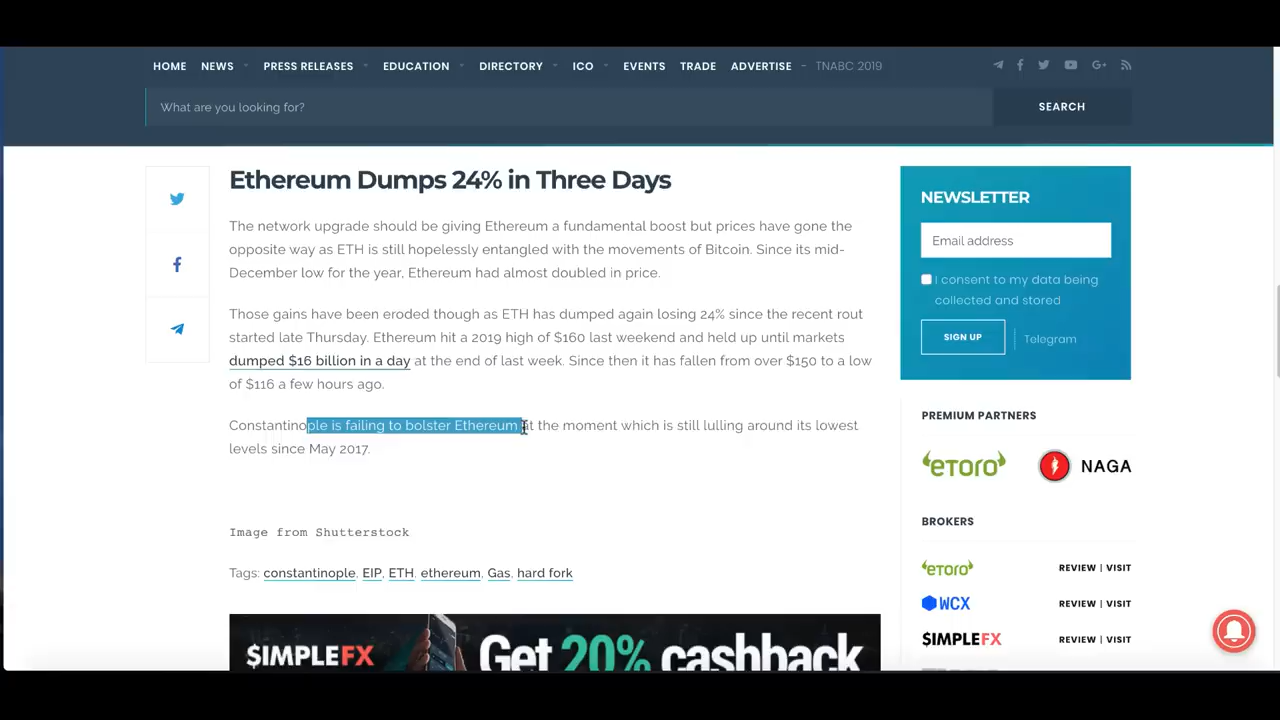 HOME NEWS PRESS RELEASES EDUCATION DIRECTORY ICO EVENTS TRADE ADVERTISE – TNABC 2019
What are you looking for? SEARCH
Ethereum Dumps 24% in Three Days
The network upgrade should be giving Ethereum a fundamental boost but prices have gone the
opposite way as ETH is still hopelessly entangled with the movements of Bitcoin. Since its mid-
December low for the year, Ethereum had almost doubled in price.
Those gains have been eroded though as ETH has dumped again losing 24% since the recent rout
started late Thursday. Ethereum hit a 2019 high of $160 last weekend and held up until markets
dumped $16 billion in a day at the end of last week. Since then it has fallen from over $150 to a low
of $116 a few hours ago.
Constantinople is failing to bolster Ethereum at the moment which is still lulling around its lowest
levels since May 2017.
Image from Shutterstock
Tags: constantinople, EIP, ETH, ethereum, Gas, hard fork
$IMPLEFX Get 20% cashback
NEWSLETTER
Email address
I consent to my data being
collected and stored
SIGN UP Telegram
PREMIUM PARTNERS
eToro NAGA
BROKERS
eToro REVIEW | VISIT
WCX REVIEW | VISIT
$IMPLEFX REVIEW | VISIT